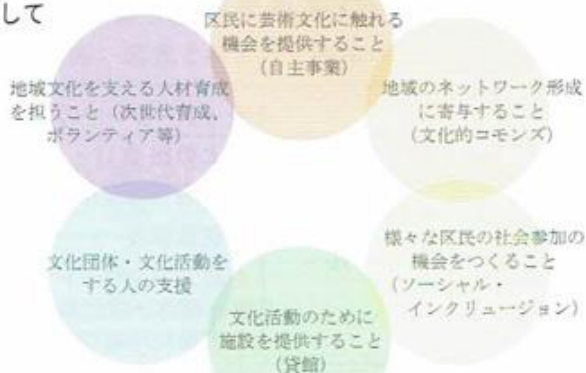 して
区民に芸術文化に触れる
機会を提供すること
(自主事業)
地域文化を支える人材育成
を担うこと(次世代育成、
ボランティア等)
地域のネットワーク形成
に寄与すること
(文化的コモンズ)
文化団体・文化活動を
する人の支援
様々な区民の社会参加の
機会をつくること
(ソーシャル・
インクリュージョン)
文化活動のために
施設を提供すること
(貸館)